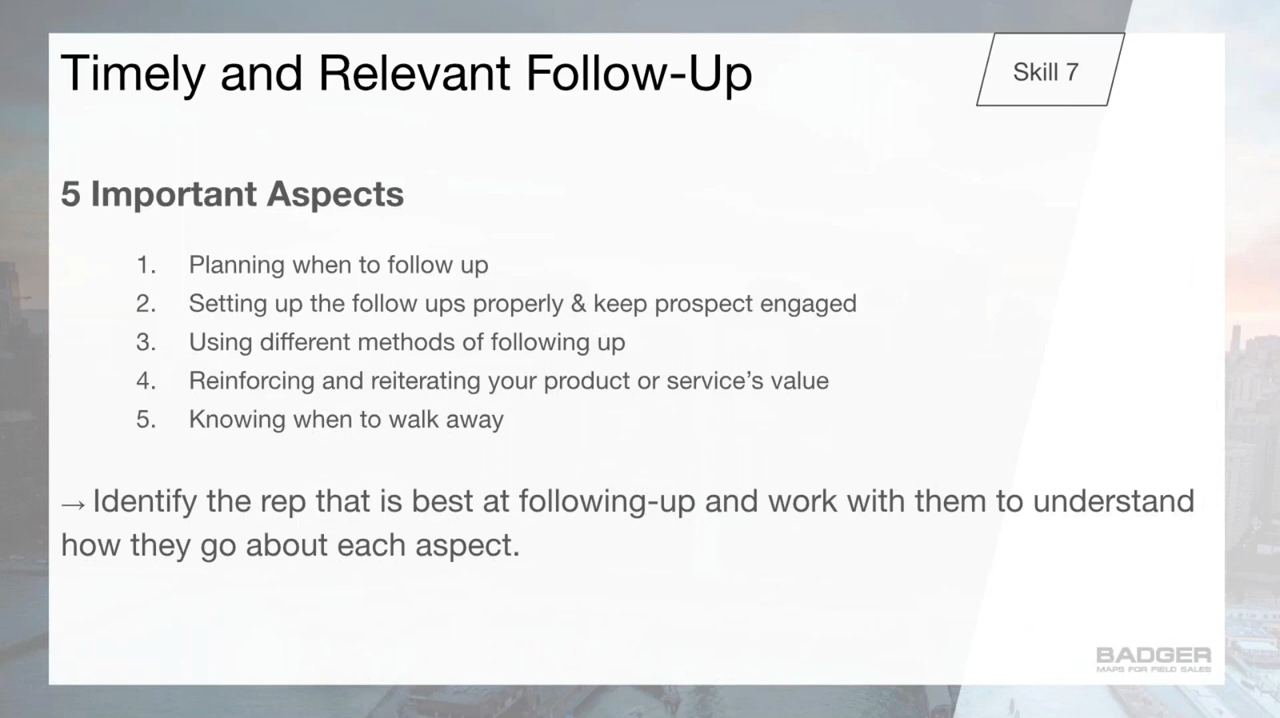 Timely and Relevant Follow-Up
Skill 7
5 Important Aspects
1. Planning when to follow up
2. Setting up the follow ups properly & keep prospect engaged
3. Using different methods of following up
4. Reinforcing and reiterating your product or service’s value
5. Knowing when to walk away
→ Identify the rep that is best at following-up and work with them to understand
how they go about each aspect.
BADGER
MAPS FOR FIELD SALES